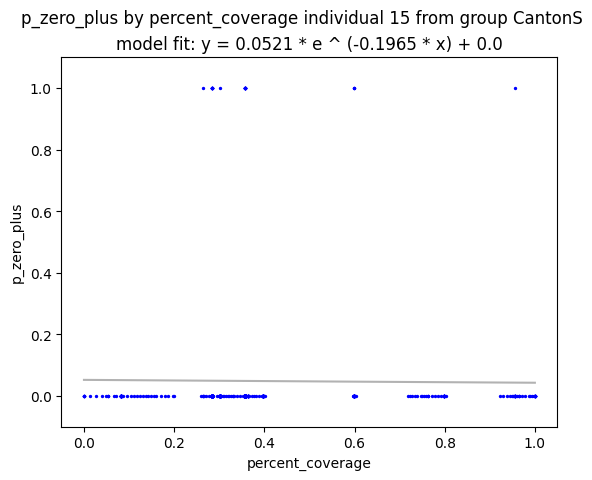 p_zero_plus by percent_coverage individual 15 from group CantonS
model fit: y = 0.0521 * e ^ (-0.1965 * x) + 0.0
1.0
0.8
0.6
0.4
0.2
0.0
p_zero_plus
0.0 0.2 0.4 0.6 0.8 1.0
percent_coverage